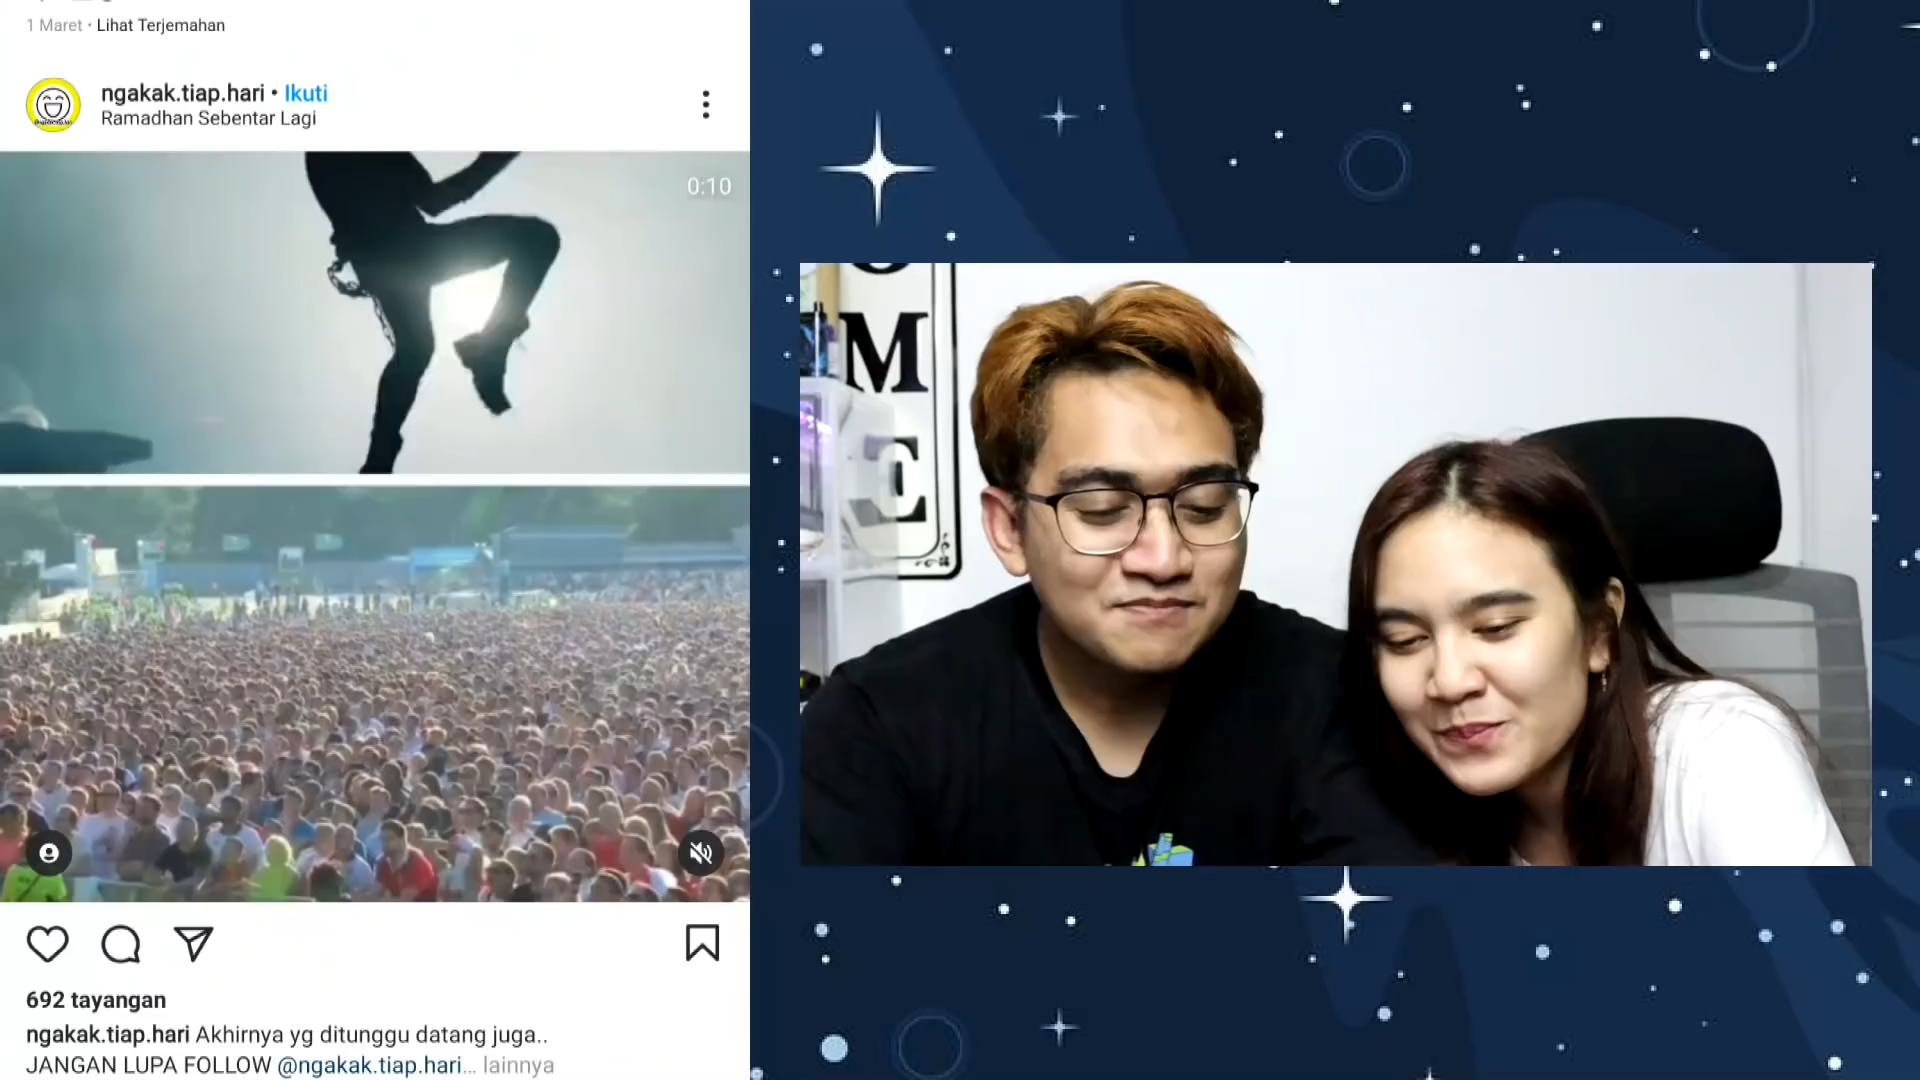 1 Maret • Lihat Terjemahan
ngakak.tiap.hari • Ikuti
Ramadhan Sebentar Lagi
0:10
692 tayangan
ngakak.tiap.hari Akhirnya yg ditunggu datang juga..
JANGAN LUPA FOLLOW @ngakak.tiap.hari... lainnya
O
M
E